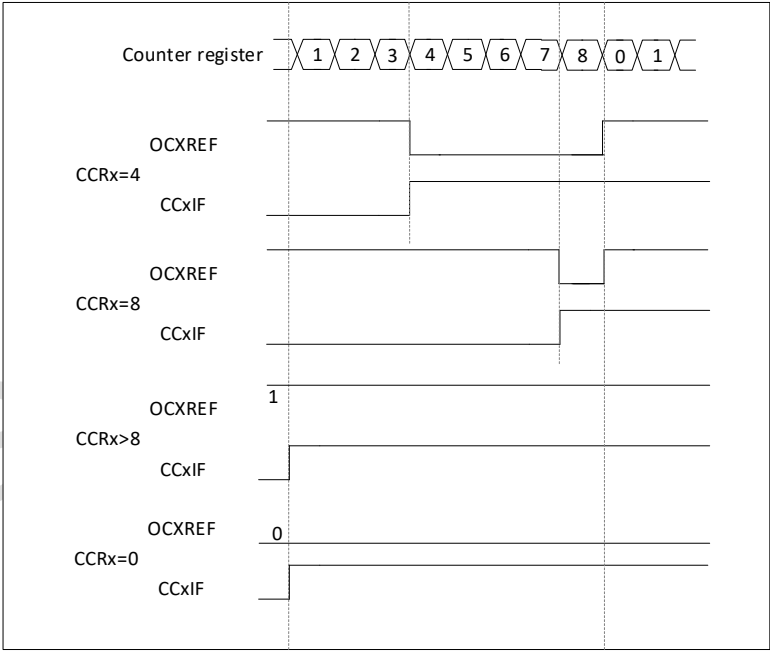 Counter register 1 2 3 4 5 6 7 8 0 1
OCXREF
CCRx=4
CCxIF
OCXREF
CCRx=8
CCxIF
1
OCXREF
CCRx>8
CCxIF
OCXREF 0
CCRx=0
CCxIF